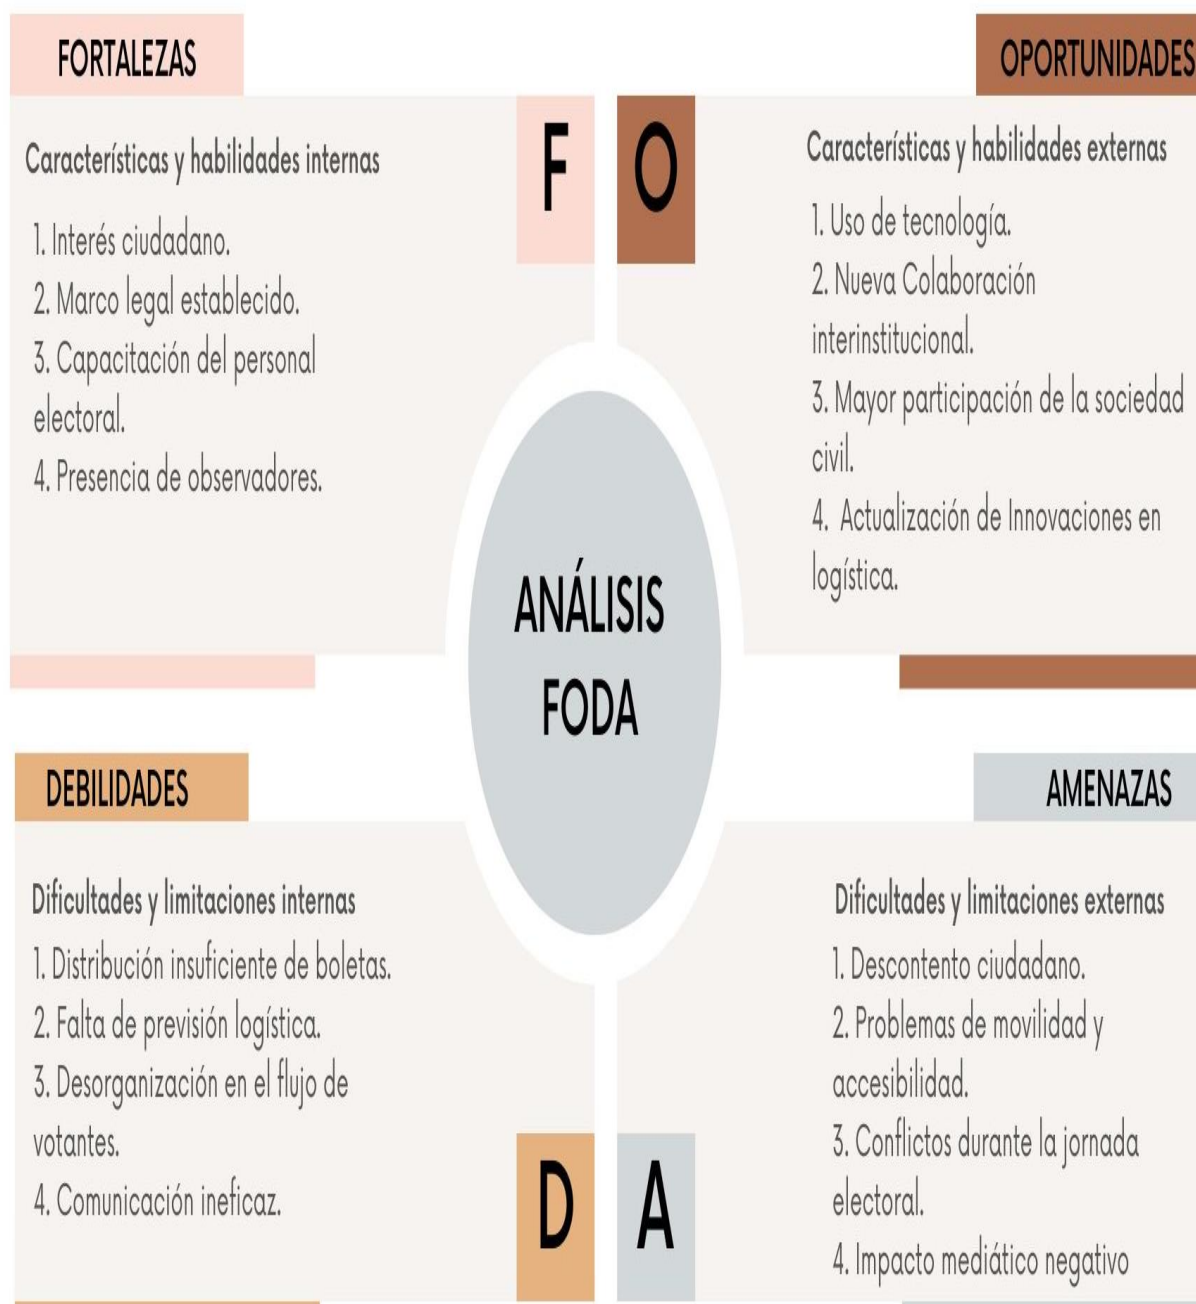 FORTALEZAS
F
Características y habilidades internas
1. Interés ciudadano.
2. Marco legal establecido.
3. Capacitación del personal
electoral.
4. Presencia de observadores.
OPORTUNIDADES
O
Características y habilidades externas
1. Uso de tecnología.
2. Nueva Colaboración
interinstitucional.
3. Mayor participación de la sociedad
civil.
4. Actualización de Innovaciones en
logística.
ANÁLISIS
FODA
DEBILIDADES
Dificultades y limitaciones internas
1. Distribución insuficiente de boletas.
2. Falta de previsión logística.
3. Desorganización en el flujo de
votantes.
4. Comunicación ineficaz.
D
AMENAZAS
Dificultades y limitaciones externas
1. Descontento ciudadano.
2. Problemas de movilidad y
accesibilidad.
3. Conflictos durante la jornada
electoral.
4. Impacto mediático negativo
A